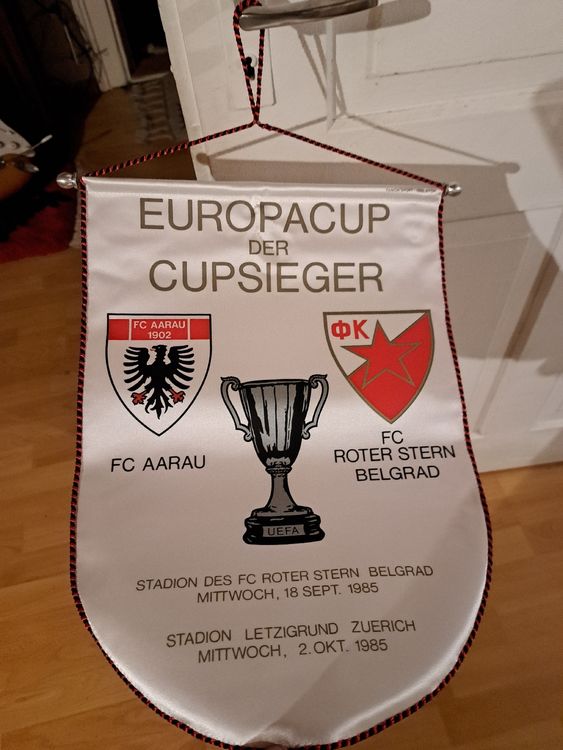 EUROPACUP
DER
CUPSIEGER
FC AARAU
1902
ФК
FC AARAU
FC
ROTER STERN
BELGRAD
UEFA
STADION DES FC ROTER STERN BELGRAD
MITTWOCH, 18 SEPT. 1985
STADION LETZIGRUND ZUERICH
MITTWOCH, 2. OKT. 1985